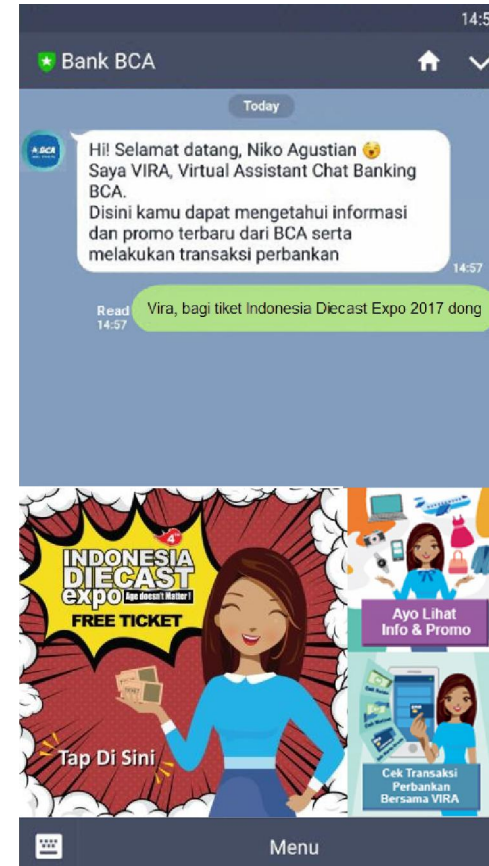 14:5
Bank BCA
Today
BCA
Hi! Selamat datang, Niko Agustian
Saya VIRA, Virtual Assistant Chat Banking
BCA.
Disini kamu dapat mengetahui informasi
dan promo terbaru dari BCA serta
melakukan transaksi perbankan
14:57
Read
14:57
Vira, bagi tiket Indonesia Diecast Expo 2017 dong
4th
INDONESIA
DIECAST
expo Age doesn't Matter!
FREE TICKET
TICKET
Tap Di Sini
Ayo Lihat
Info & Promo
Cek Transaksi
Perbankan
Bersama VIRA
Menu